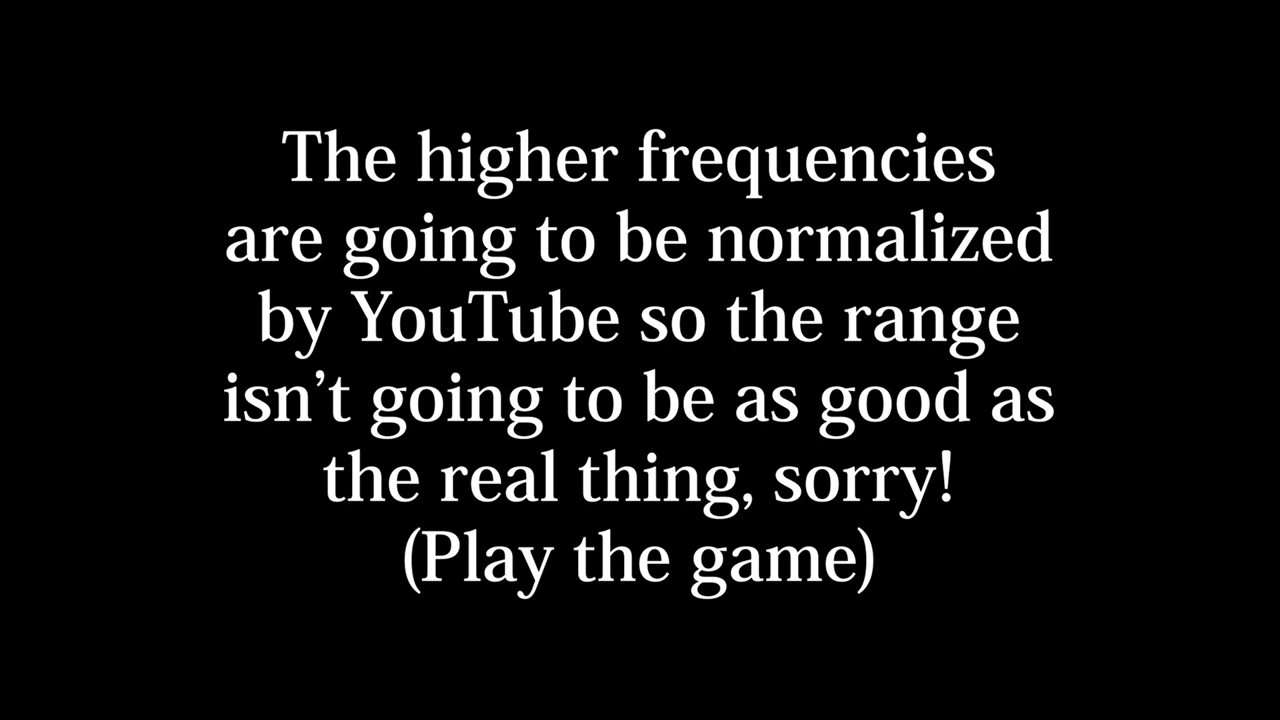 The higher frequencies
are going to be normalized
by YouTube so the range
isn’t going to be as good as
the real thing, sorry!
(Play the game)